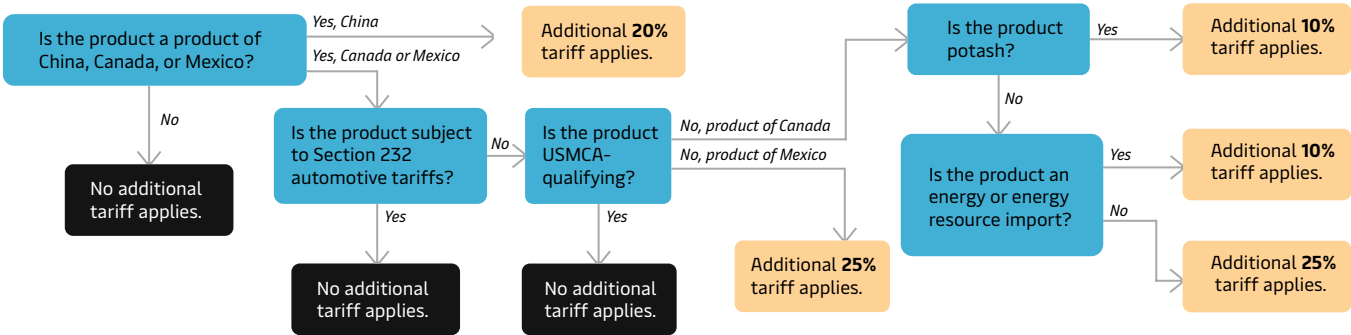 Is the product a product of
China, Canada, or Mexico?
Yes, China
Yes, Canada or Mexico
No
Additional 20%
tariff applies.
No additional
tariff applies.
Is the product subject
to Section 232
automotive tariffs?
No
Yes
No additional
tariff applies.
Is the product
USMCA-
qualifying?
No, product of Canada
No, product of Mexico
Yes
No additional
tariff applies.
Additional 25%
tariff applies.
Is the product
potash?
Yes
Additional 10%
tariff applies.
No
Is the product an
energy or energy
resource import?
Yes
Additional 10%
tariff applies.
No
Additional 25%
tariff applies.